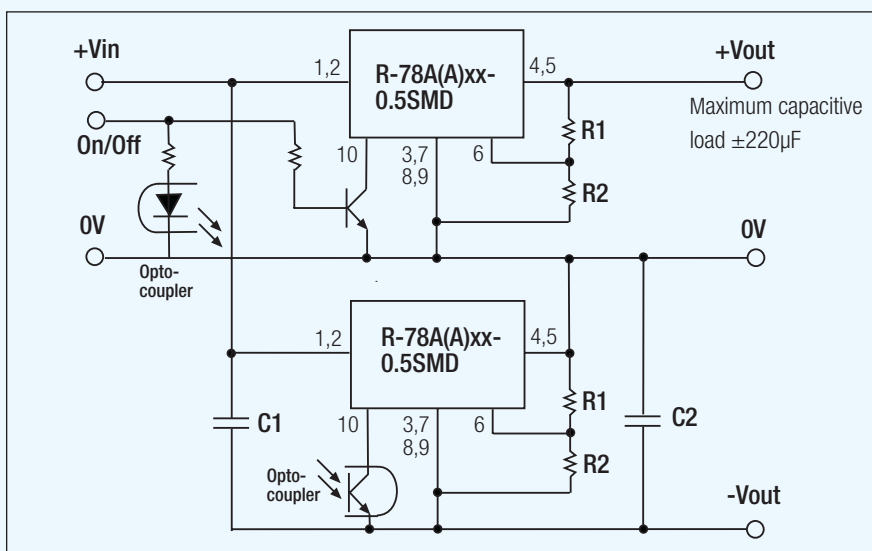 +Vin
1,2
R-78A(A)xx-
0.5SMD
4,5
+Vout
Maximum capacitive
load ±220µF
On/Off
R1
10
3,7
8,9
6
R2
0V
0V
Opto-
coupler
1,2
R-78A(A)xx-
0.5SMD
4,5
C1
R1
C2
10
3,7
8,9
6
R2
Opto-
coupler
-Vout